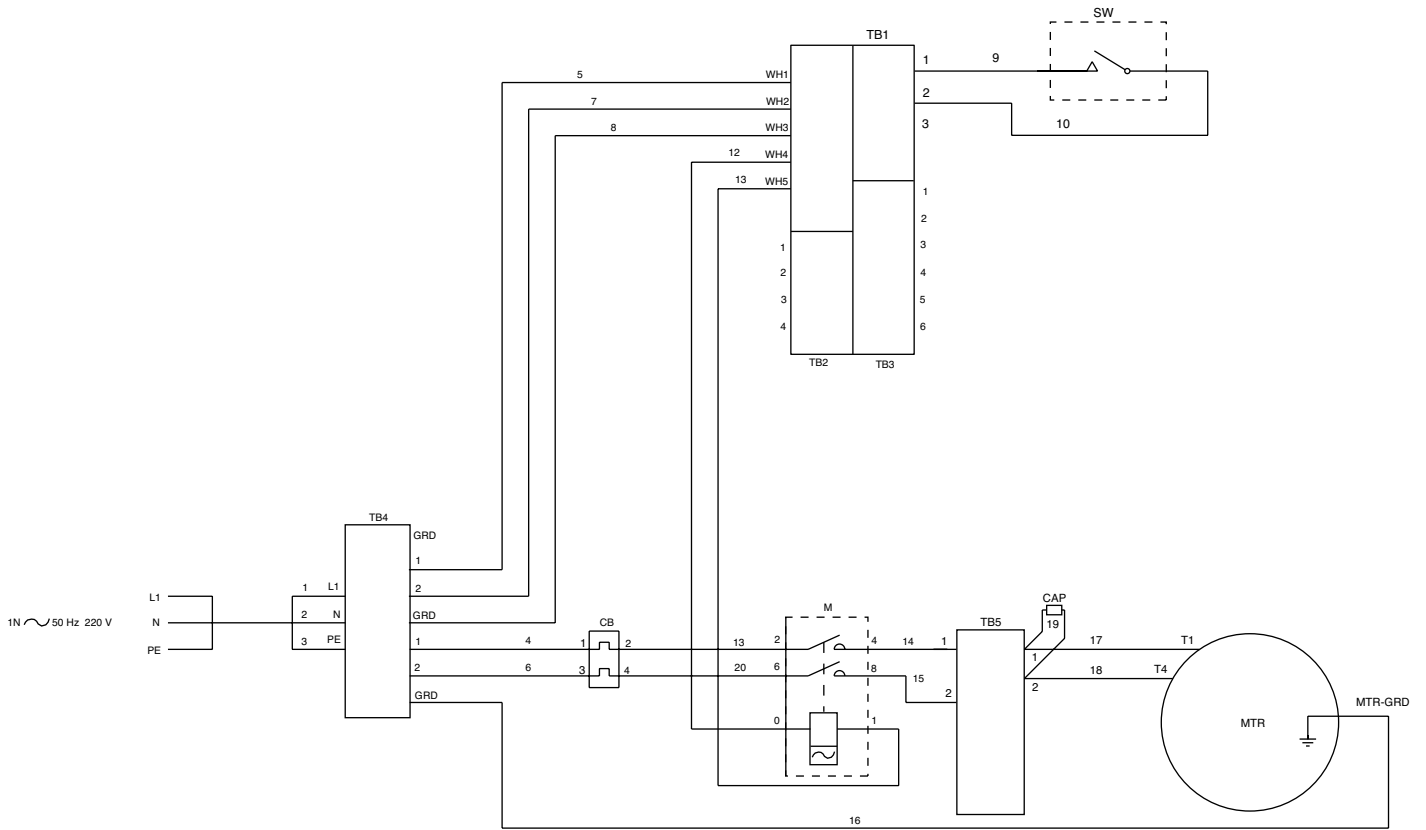 SW
TB1
1
9
2
10
3
5
WH1
7
WH2
8
WH3
12
WH4
13
WH5
1
2
3
4
5
6
1
2
3
4
TB2
TB3
TB4
GRD
1
2
GRD
1
2
GRD
L1
N
PE
1N 50 Hz 220 V
1
L1
2
N
3
PE
4
6
CB
1
2
3
4
13
20
M
2
4
6
8
0
1
14
15
TB5
1
2
1
2
CAP
19
17
18
T1
T4
MTR
MTR-GRD
16